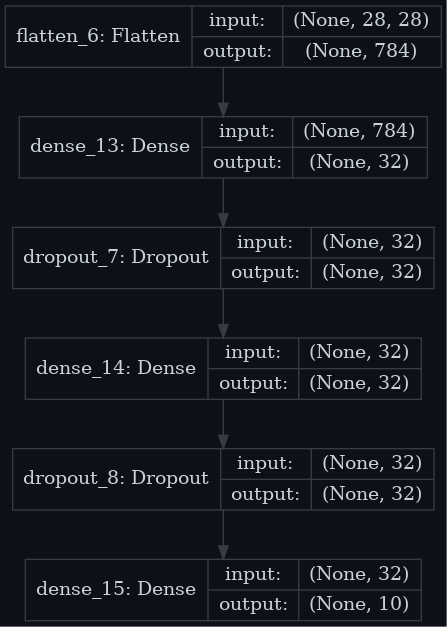 flatten_6: Flatten
input: (None, 28, 28)
output: (None, 784)
dense_13: Dense
input: (None, 784)
output: (None, 32)
dropout_7: Dropout
input: (None, 32)
output: (None, 32)
dense_14: Dense
input: (None, 32)
output: (None, 32)
dropout_8: Dropout
input: (None, 32)
output: (None, 32)
dense_15: Dense
input: (None, 32)
output: (None, 10)